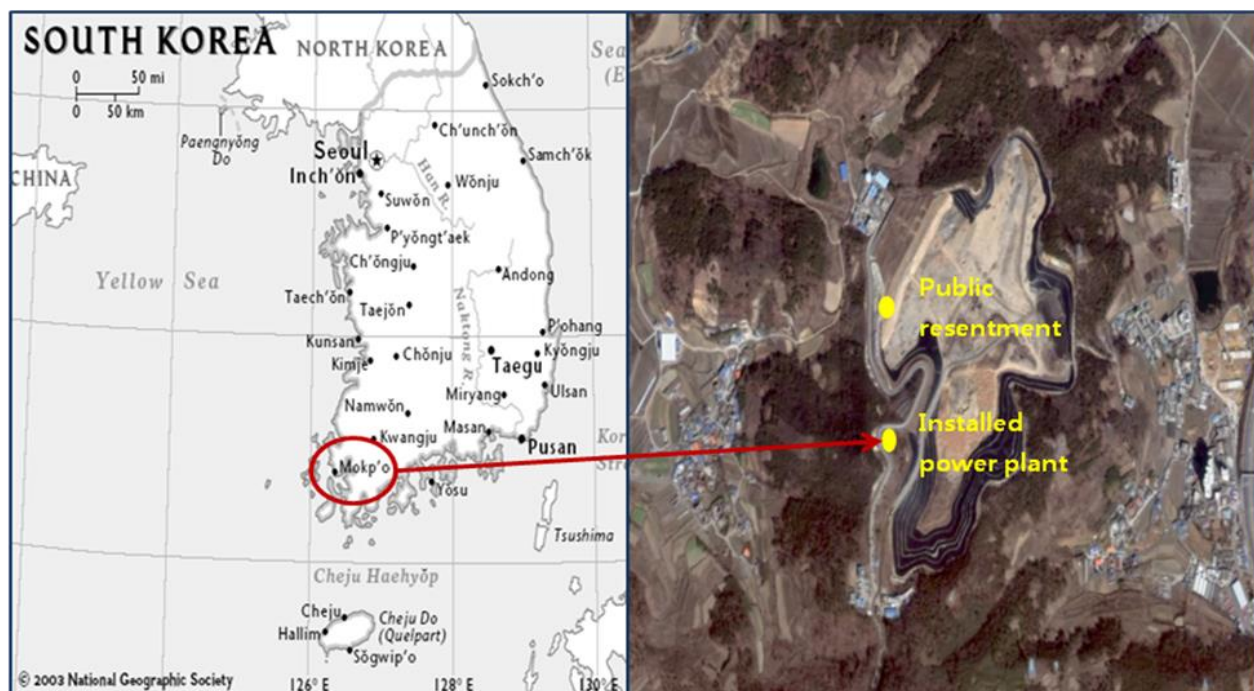 SOUTH KOREA
NORTH KOREA
Sea
(E
0 50 mi
0 50 km
Sokch'o
Paengnyŏng
Do
Ch'unch'ŏn
Seoul
Samch'ŏk
CHINA
Inch'ŏn
Han R.
Wŏnju
Suwŏn
P'yŏngt'aek
Ch'ŏngju
Andong
Yellow Sea
Taech'ŏn
Taejŏn
Naktong R.
P'ohang
Kunsan
Chŏnju
Kyŏngju
Kimje
Taegu
Miryang
Ulsan
Namwŏn
Masan
Kwangju
Pusan
Kor
Stra
Mokp'o
Yŏsu
Tsushima
Cheju Haehyŏp
Cheju
Cheju Do
(Quelpart)
Hallim
Sŏgwip'o
© 2003 National Geographic Society
126°E 128°E 130°E
Public
resentment
Installed
power plant